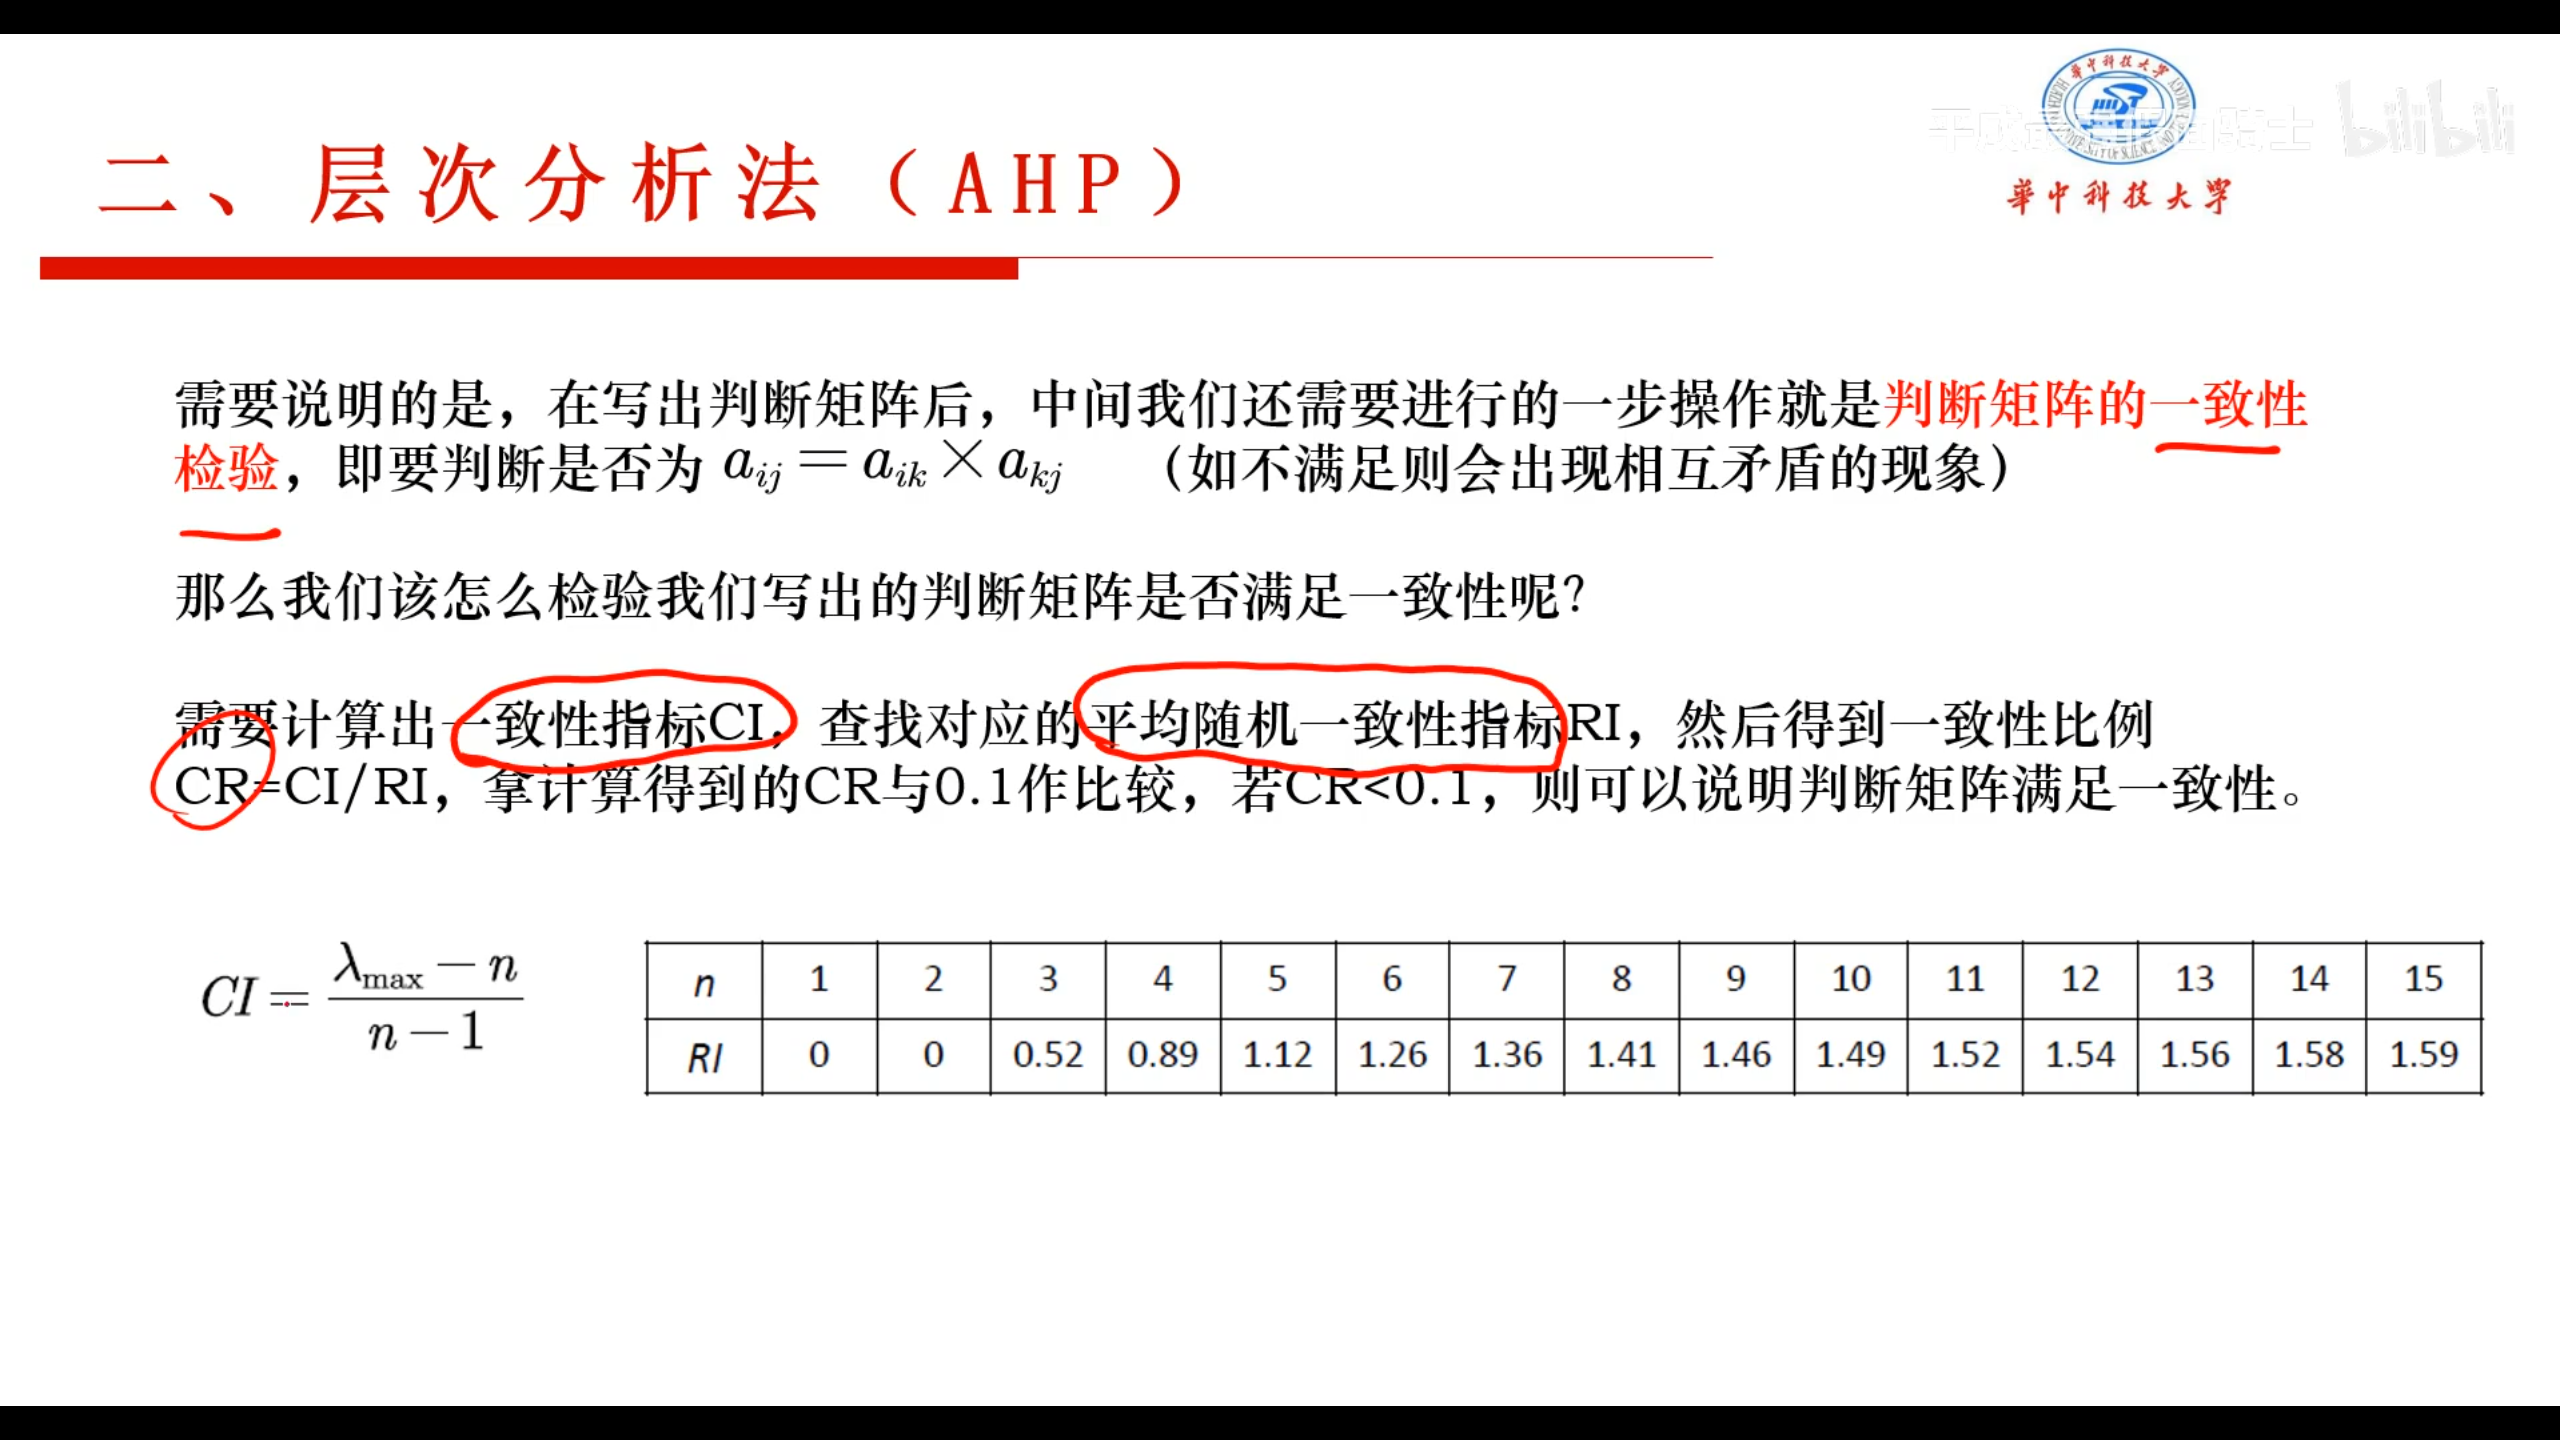 華中科技大學
bilibili
二、层次分析法（AHP）
需要说明的是，在写出判断矩阵后，中间我们还需要进行的一步操作就是判断矩阵的一致性
检验，即要判断是否为 a_{ij} = a_{ik} × a_{kj} （如不满足则会出现相互矛盾的现象）
那么我们该怎么检验我们写出的判断矩阵是否满足一致性呢？
需要计算出一致性指标CI，查找对应的平均随机一致性指标RI，然后得到一致性比例
CR=CI/RI，拿计算得到的CR与0.1作比较，若CR<0.1，则可以说明判断矩阵满足一致性。
CI = \frac{λ_{max} - n}{n - 1}
n 1 2 3 4 5 6 7 8 9 10 11 12 13 14 15
RI 0 0 0.52 0.89 1.12 1.26 1.36 1.41 1.46 1.49 1.52 1.54 1.56 1.58 1.59